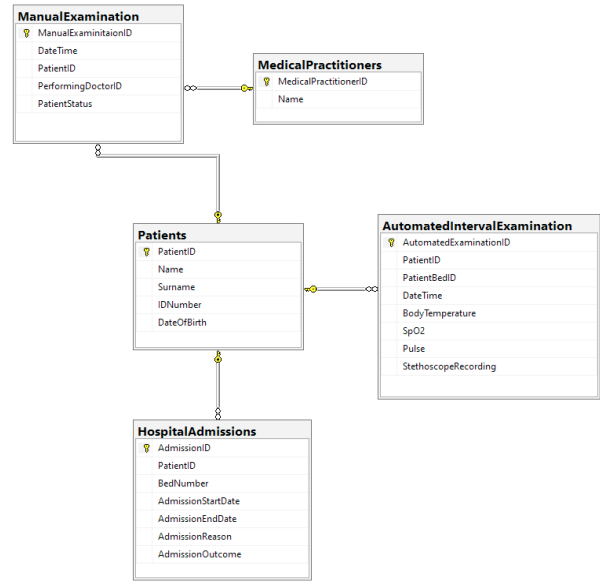 ManualExamination
ManualExaminitaionID
DateTime
PatientID
PerformingDoctorID
PatientStatus
MedicalPractitioners
MedicalPractitionerID
Name
Patients
PatientID
Name
Surname
IDNumber
DateOfBirth
AutomatedIntervalExamination
AutomatedExaminationID
PatientID
PatientBedID
DateTime
BodyTemperature
SpO2
Pulse
StethoscopeRecording
HospitalAdmissions
AdmissionID
PatientID
BedNumber
AdmissionStartDate
AdmissionEndDate
AdmissionReason
AdmissionOutcome